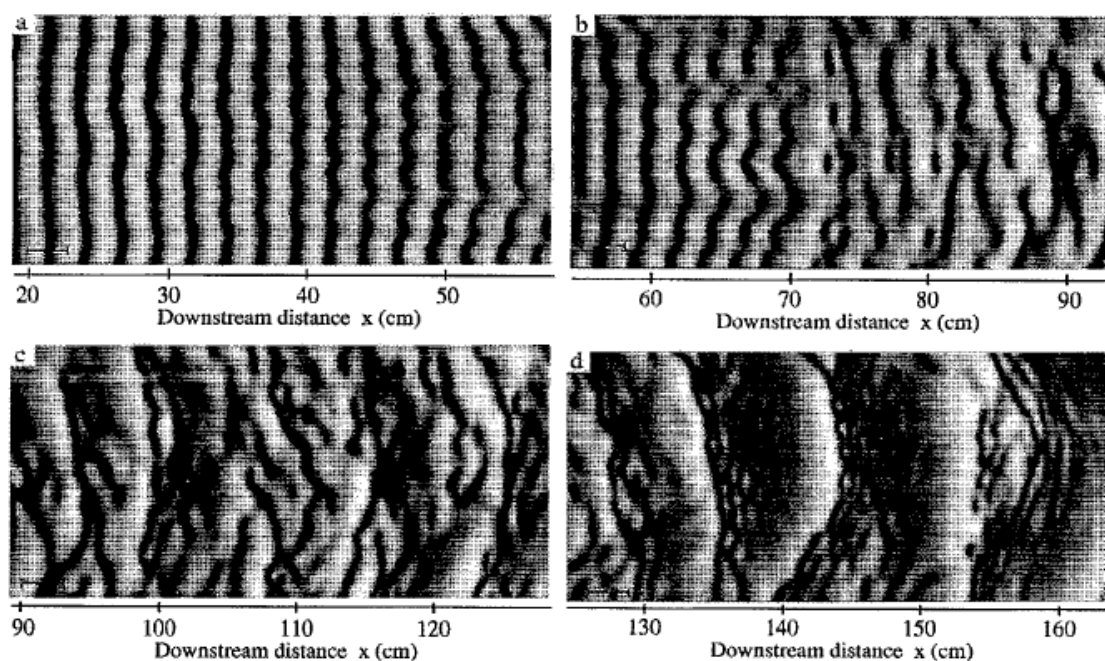 a
20 30 40 50
Downstream distance x (cm)
b
60 70 80 90
Downstream distance x (cm)
c
90 100 110 120
Downstream distance x (cm)
d
130 140 150 160
Downstream distance x (cm)